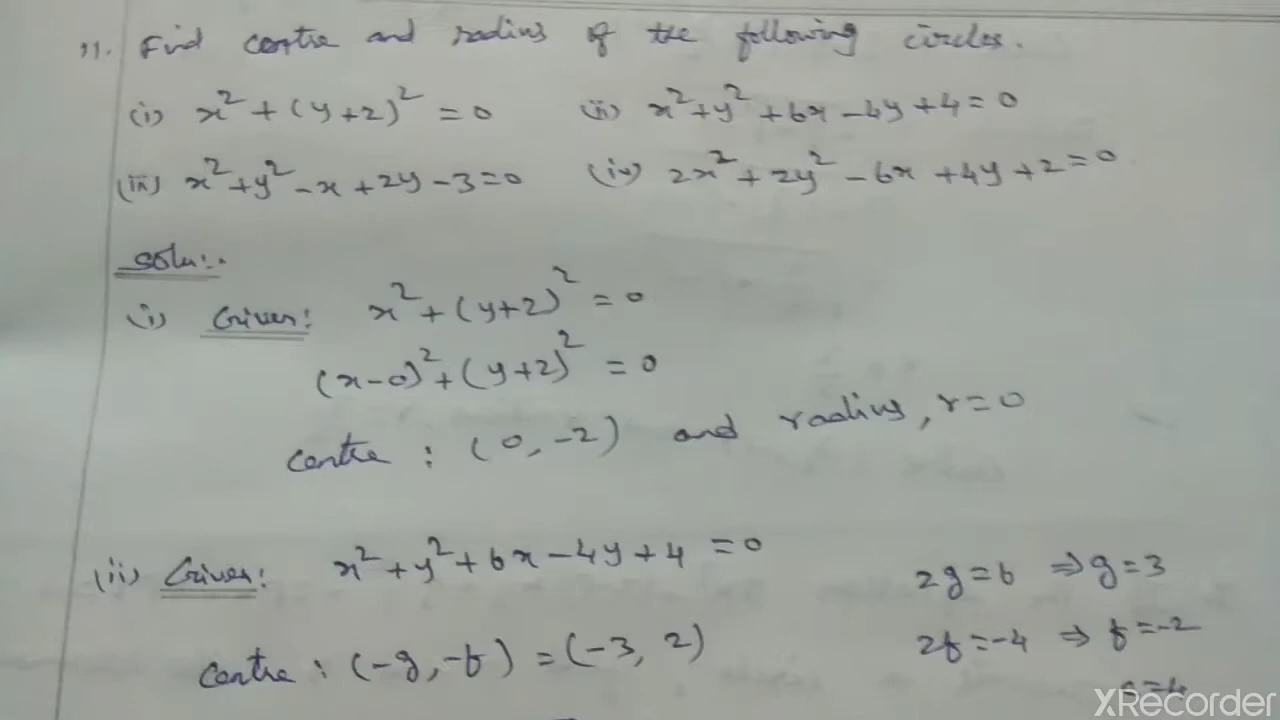 11. Find centre and radius of the following circles.
(i) x² + (y+2)² = 0 (ii) x² + y² + 6x - 4y + 4 = 0
(iii) x² + y² - x + 2y - 3 = 0 (iv) 2x² + 2y² - 6x + 4y + 2 = 0
Solu:.
(i) Given: x² + (y+2)² = 0
(x-0)² + (y+2)² = 0
centre : (0, -2) and radius, r = 0
(ii) Given: x² + y² + 6x - 4y + 4 = 0
2g = 6 ⇒ g = 3
centre : (-g, -f) = (-3, 2)
2f = -4 ⇒ f = -2
c = 4
XRecorder